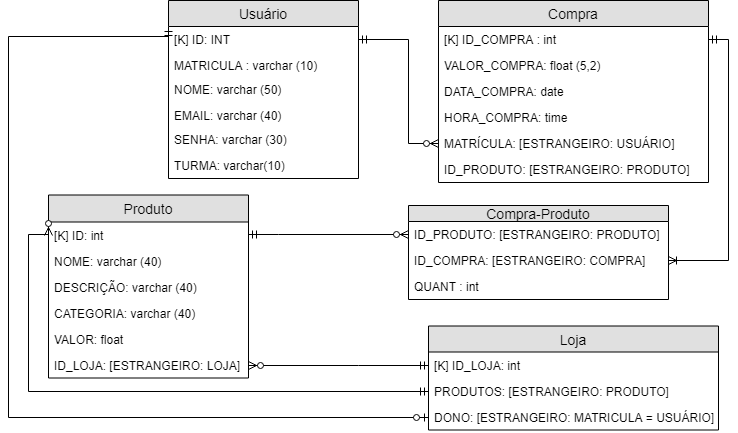 Usuário
[K] ID: INT
MATRICULA : varchar (10)
NOME: varchar (50)
EMAIL: varchar (40)
SENHA: varchar (30)
TURMA: varchar(10)
Compra
[K] ID_COMPRA : int
VALOR_COMPRA: float (5,2)
DATA_COMPRA: date
HORA_COMPRA: time
MATRÍCULA: [ESTRANGEIRO: USUÁRIO]
ID_PRODUTO: [ESTRANGEIRO: PRODUTO]
Produto
[K] ID: int
NOME: varchar (40)
DESCRIÇÃO: varchar (40)
CATEGORIA: varchar (40)
VALOR: float
ID_LOJA: [ESTRANGEIRO: LOJA]
Compra-Produto
ID_PRODUTO: [ESTRANGEIRO: PRODUTO]
ID_COMPRA: [ESTRANGEIRO: COMPRA]
QUANT : int
Loja
[K] ID_LOJA: int
PRODUTOS: [ESTRANGEIRO: PRODUTO]
DONO: [ESTRANGEIRO: MATRICULA = USUÁRIO]